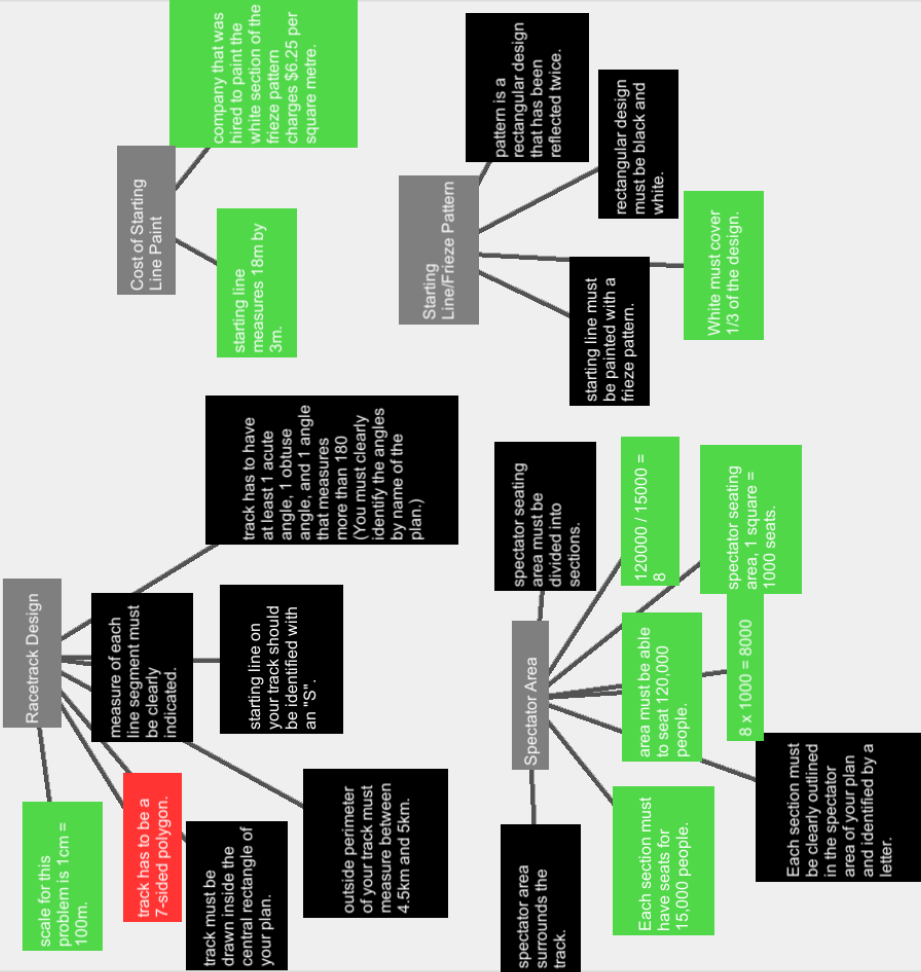 Racetrack Design
scale for this
problem is 1cm =
100m.
track has to be a
7-sided polygon.
track must be
drawn inside the
central rectangle of
your plan.
measure of each
line segment must
be clearly
indicated.
outside perimeter
of your track must
measure between
4.5km and 5km.
starting line on
your track should
be identified with
an "S".
track has to have
at least 1 acute
angle, 1 obtuse
angle, and 1 angle
that measures
more than 180
(You must clearly
identify the angles
by name of the
plan.)
Cost of Starting
Line Paint
starting line
measures 18m by
3m.
company that was
hired to paint the
white section of the
frieze pattern
charges $6.25 per
square metre.
Spectator Area
spectator area
surrounds the
track.
Each section must
have seats for
15,000 people.
Each section must
be clearly outlined
in the spectator
area of your plan
and identified by a
letter.
area must be able
to seat 120,000
people.
8 x 1000 = 8000
spectator seating
area, 1 square =
1000 seats.
120000 / 15000 =
8
spectator seating
area must be
divided into
sections.
Starting
Line/Frieze Pattern
starting line must
be painted with a
frieze pattern.
White must cover
1/3 of the design.
rectangular design
must be black and
white.
pattern is a
rectangular design
that has been
reflected twice.